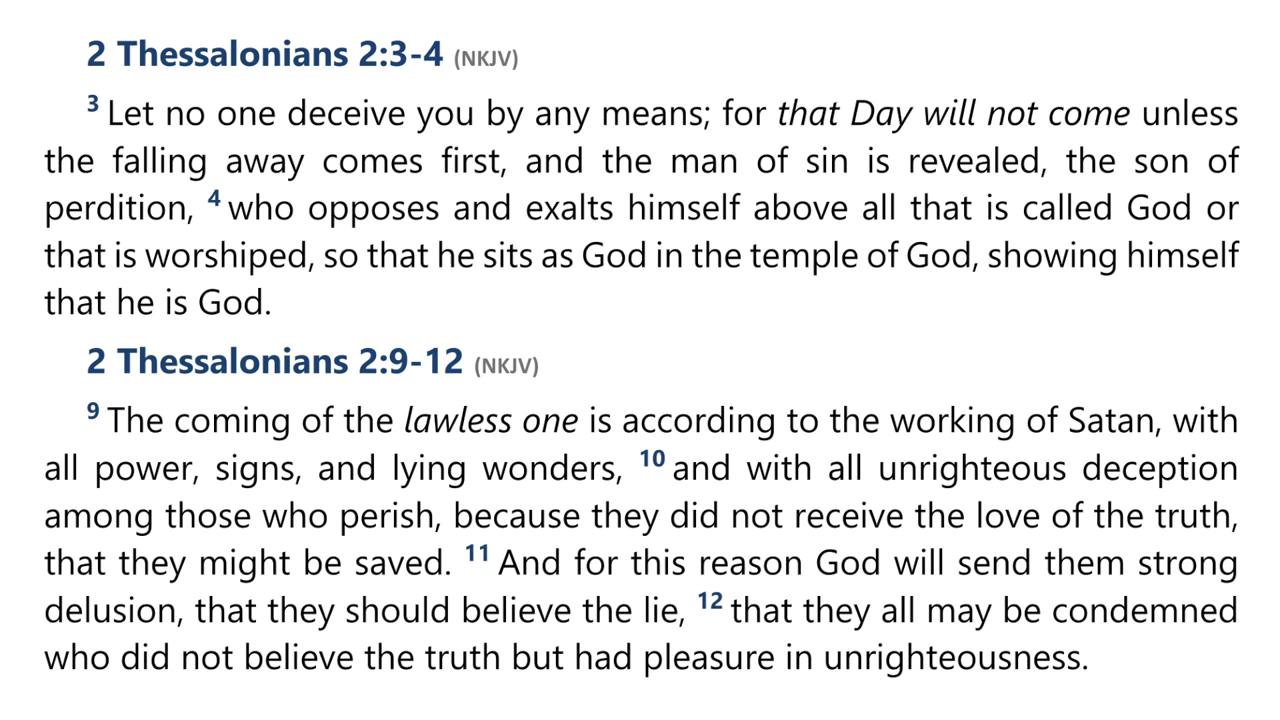 2 Thessalonians 2:3-4 (NKJV)
3 Let no one deceive you by any means; for that Day will not come unless
the falling away comes first, and the man of sin is revealed, the son of
perdition, 4 who opposes and exalts himself above all that is called God or
that is worshiped, so that he sits as God in the temple of God, showing himself
that he is God.
2 Thessalonians 2:9-12 (NKJV)
9 The coming of the lawless one is according to the working of Satan, with
all power, signs, and lying wonders, 10 and with all unrighteous deception
among those who perish, because they did not receive the love of the truth,
that they might be saved. 11 And for this reason God will send them strong
delusion, that they should believe the lie, 12 that they all may be condemned
who did not believe the truth but had pleasure in unrighteousness.